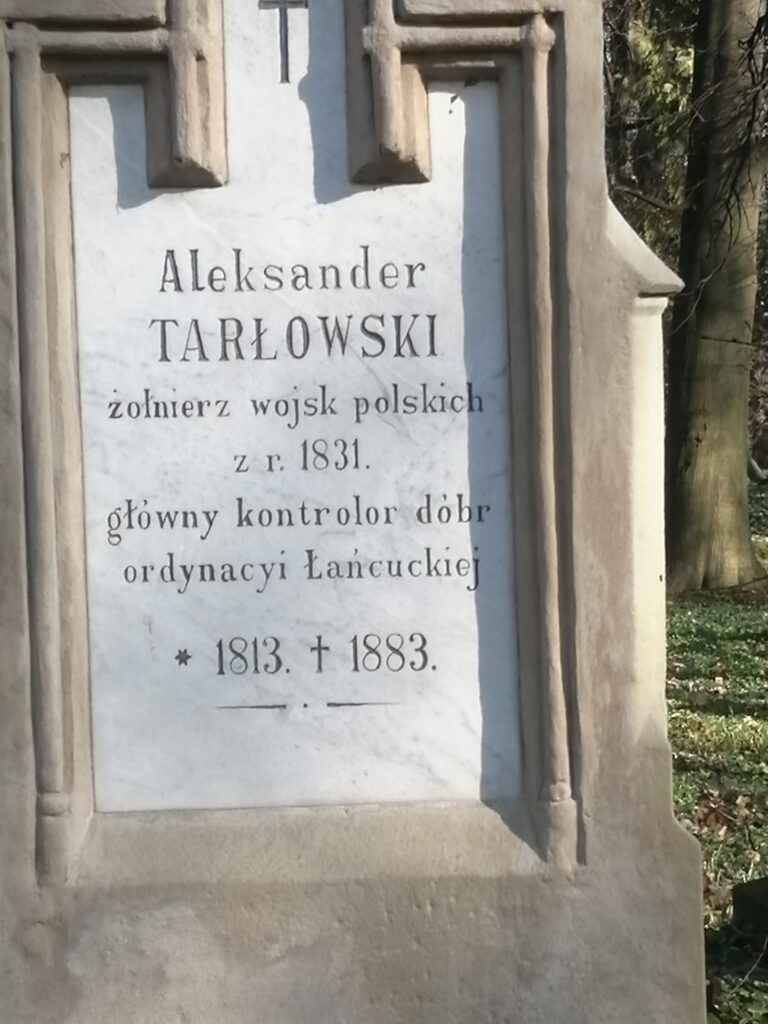 Aleksander
TARŁOWSKI
żołnierz wojsk polskich
z r. 1831.
główny kontrolor dóbr
ordynacyi Łańcuckiej
* 1813. † 1883.